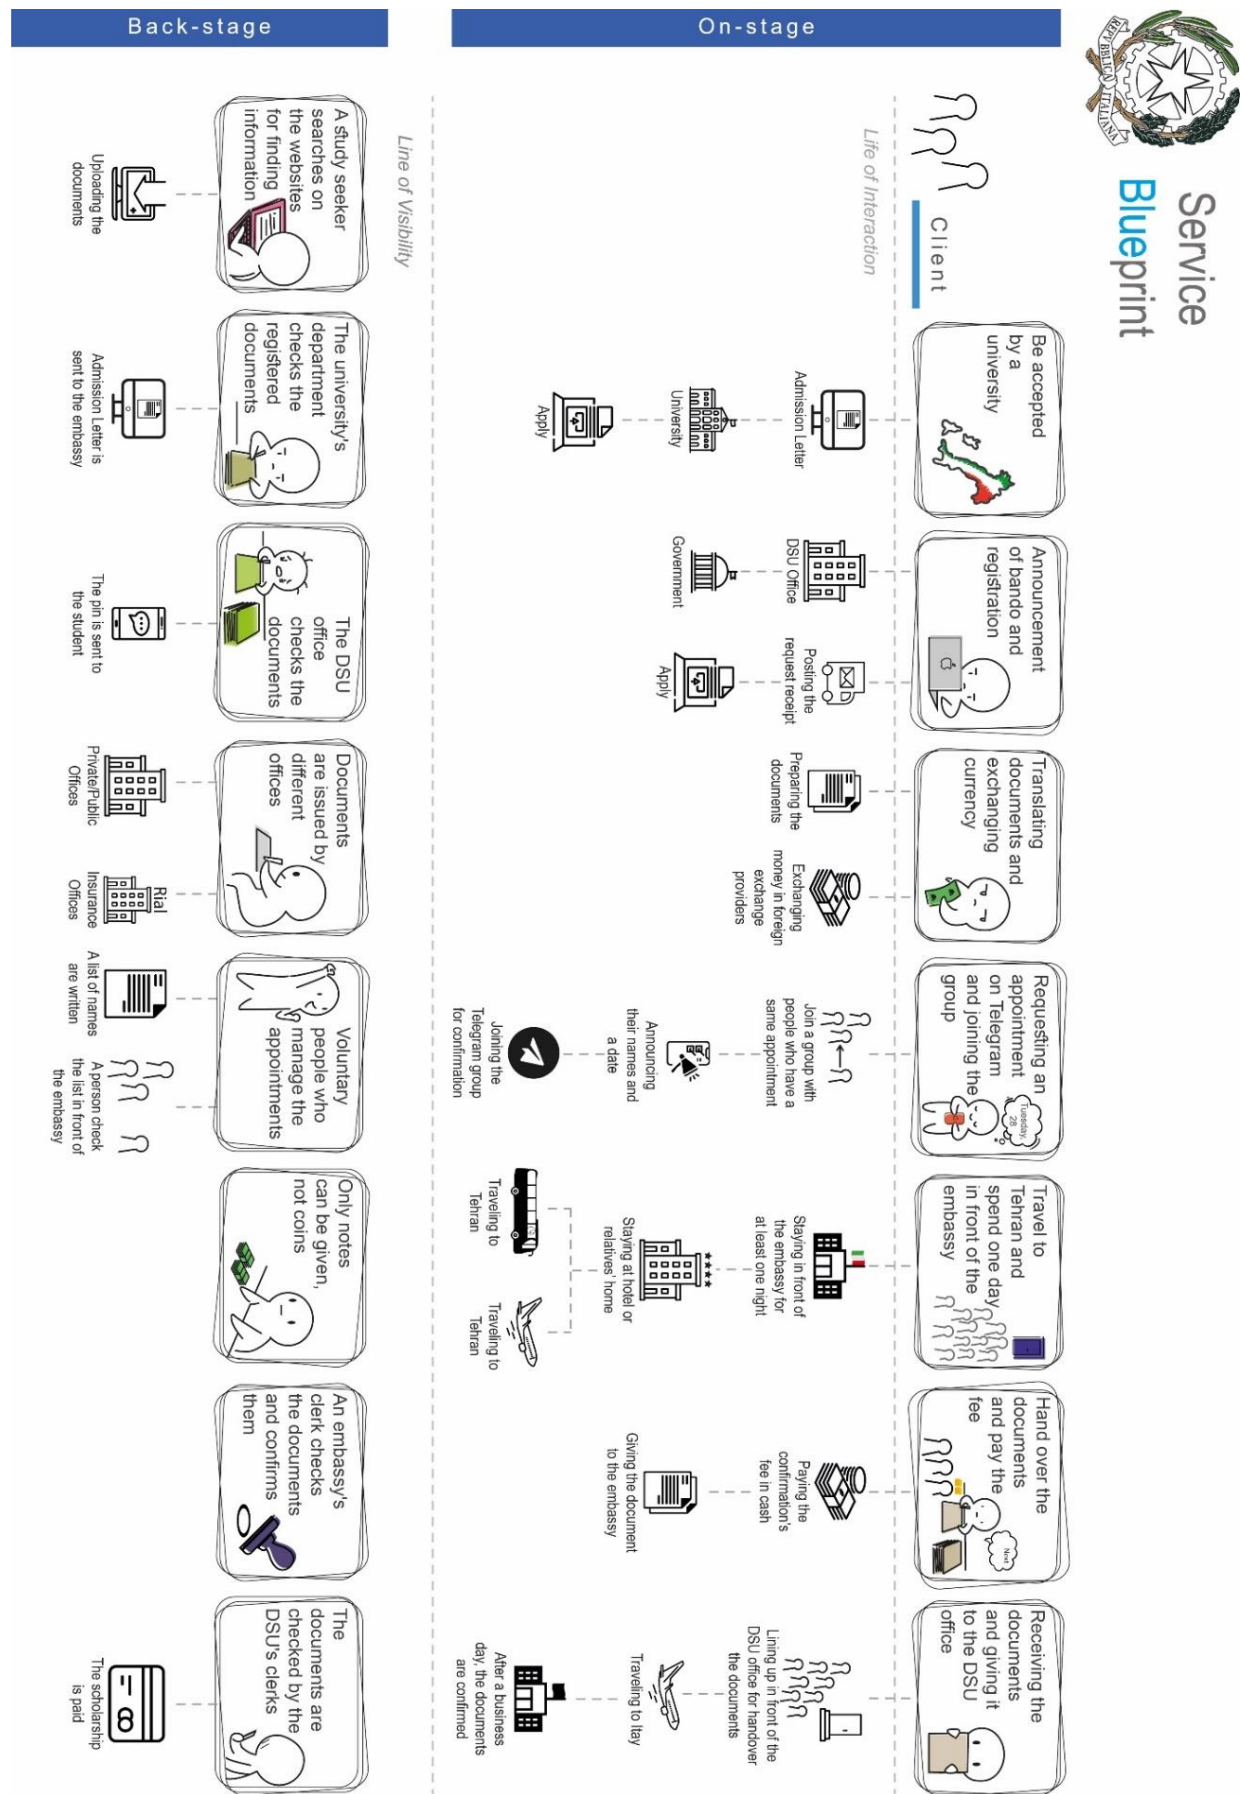 REPVBBLICA ITALIANA
Service
Blueprint
On-stage
Client
Be accepted
by a
university
Announcement
of bando and
registration
Translating
documents and
exchanging
currency
Requesting an
appointment
on Telegram
and joining the
group
Tuesday,
28
Travel to
Tehran and
spend one day
in front of the
embassy
Hand over the
documents
and pay the
fee
Next
Receiving the
documents
and giving it
to the DSU
office
Life of Interaction
Admission Letter
University
Apply
DSU Office
Government
Posting the
request receipt
Apply
Preparing the
documents
Exchanging
money in foreign
exchange
providers
Join a group with
people who have a
same appointment
Announcing
their names and
a date
Joining the
Telegram group
for confirmation
Staying in front of
the embassy for
at least one night
Staying at hotel or
relatives' home
Traveling to
Tehran
Traveling to
Tehran
Paying the
confirmation's
fee in cash
Giving the document
to the embassy
Lining up in front of the
DSU office for handover
the documents
Traveling to Itay
After a business
day, the documents
are confirmed
Line of Visibility
Back-stage
A study seeker
searches on
the websites
for finding
information
Uploading the
documents
The university's
department
checks the
registered
documents
Admission Letter is
sent to the embassy
The DSU
office
checks the
documents
The pin is sent to
the student
Documents
are issued by
different
offices
Private/Public
Offices
Rial
Insurance
Offices
Voluntary
people who
manage the
appointments
A list of names
are written
A person check
the list in front of
the embassy
Only notes
can be given,
not coins
An embassy's
clerk checks
the documents
and confirms
them
The
documents are
checked by the
DSU's clerks
The scholarship
is paid